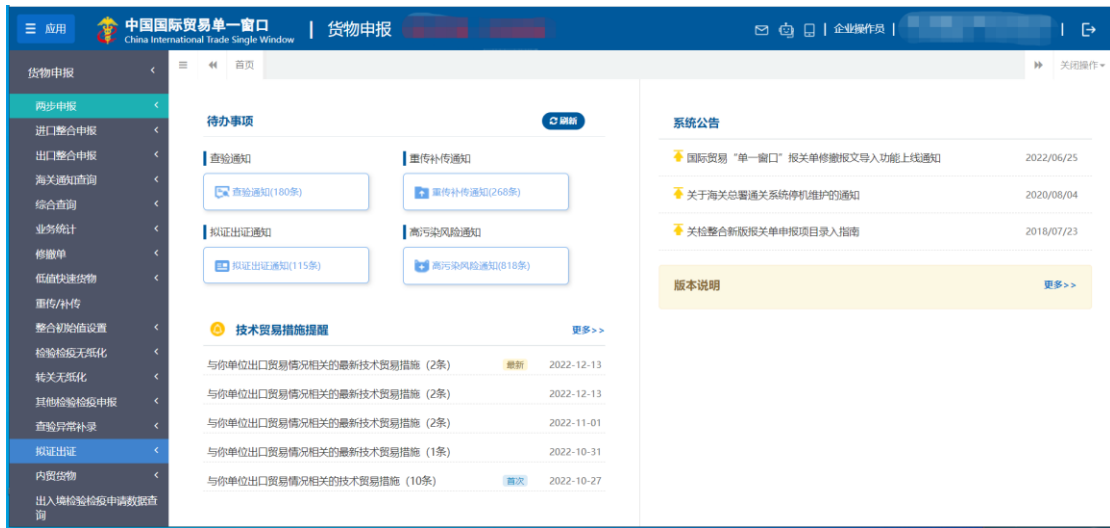 应用
中国国际贸易单一窗口
China International Trade Single Window
货物申报
企业操作员
货物申报
首页
关闭操作
两步申报
进口整合申报
出口整合申报
海关通知查询
综合查询
业务统计
修撤单
低值快速货物
重传/补传
整合初始值设置
检验检疫无纸化
转关无纸化
其他检验检疫申报
查验异常补录
拟证出证
内贸货物
出入境检验检疫申请数据查
询
待办事项
刷新
查验通知
重传补传通知
查验通知(180条)
重传补传通知(268条)
拟证出证通知
高污染风险通知
拟证出证通知(115条)
高污染风险通知(818条)
技术贸易措施提醒
更多>>
与你单位出口贸易情况相关的最新技术贸易措施（2条） 最新 2022-12-13
与你单位出口贸易情况相关的最新技术贸易措施（2条） 2022-12-13
与你单位出口贸易情况相关的最新技术贸易措施（2条） 2022-11-01
与你单位出口贸易情况相关的最新技术贸易措施（1条） 2022-10-31
与你单位出口贸易情况相关的技术贸易措施（10条） 首次 2022-10-27
系统公告
国际贸易“单一窗口”报关单修撤报文导入功能上线通知 2022/06/25
关于海关总署通关系统停机维护的通知 2020/08/04
关检整合新版报关单申报项目录入指南 2018/07/23
版本说明
更多>>